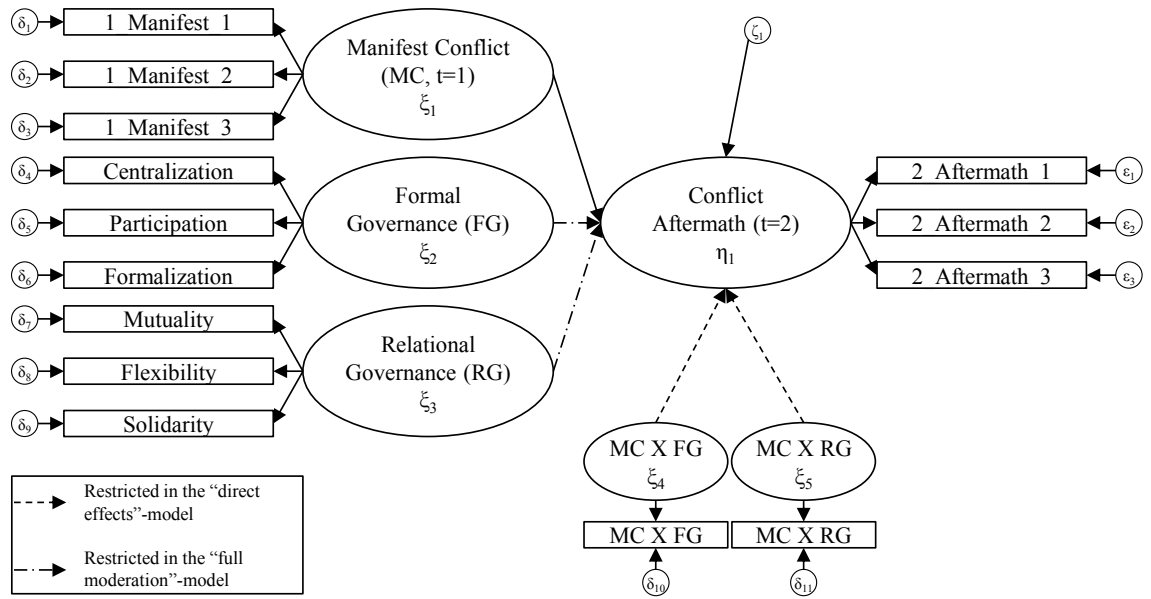 δ1
1 Manifest 1
δ2
1 Manifest 2
δ3
1 Manifest 3
δ4
Centralization
δ5
Participation
δ6
Formalization
δ7
Mutuality
δ8
Flexibility
δ9
Solidarity
Manifest Conflict
(MC, t=1)
ξ1
Formal
Governance (FG)
ξ2
Relational
Governance (RG)
ξ3
ζ1
Conflict
Aftermath (t=2)
η1
2 Aftermath 1
ε1
2 Aftermath 2
ε2
2 Aftermath 3
ε3
MC X FG
ξ4
MC X FG
δ10
MC X RG
ξ5
MC X RG
δ11
Restricted in the “direct
effects”-model
Restricted in the “full
moderation”-model